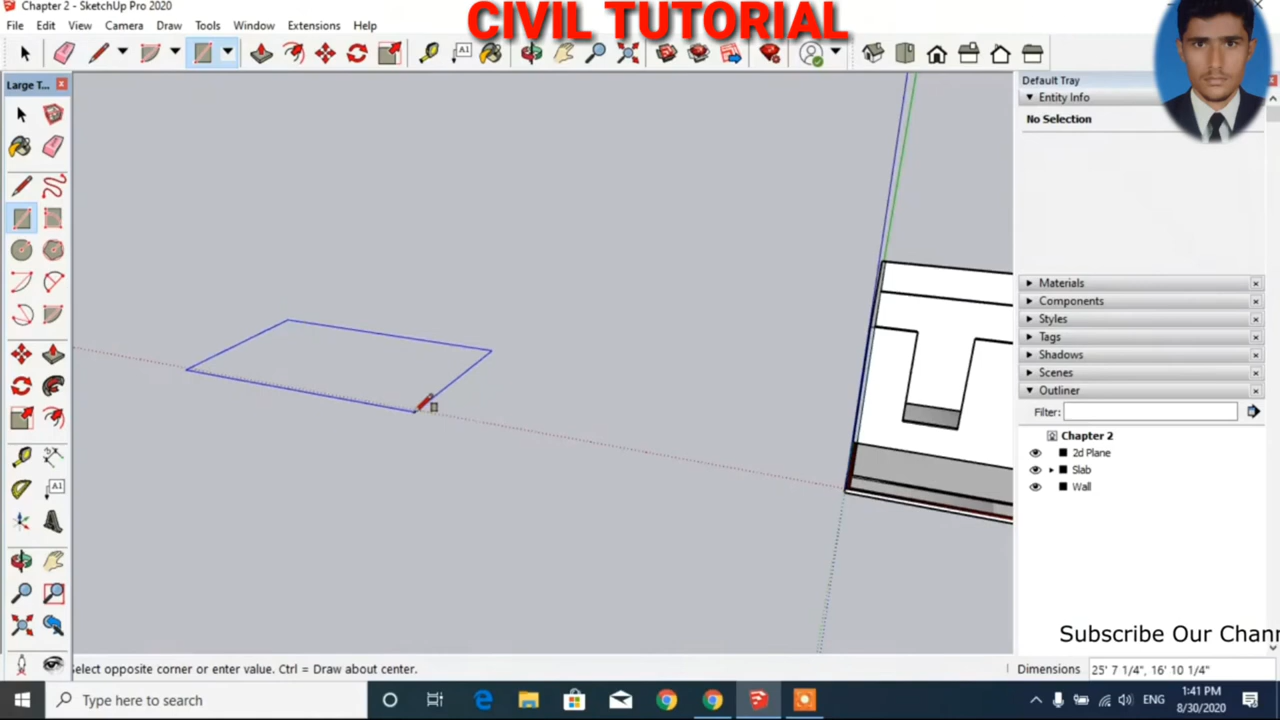 Chapter 2 - SketchUp Pro 2020
CIVIL TUTORIAL
File Edit View Camera Draw Tools Window Extensions Help
A1
Large T...
Default Tray
Entity Info
No Selection
A1
Materials
Components
Styles
Tags
Shadows
Scenes
Outliner
Filter:
Chapter 2
2d Plane
Slab
Wall
Subscribe Our Chann
Select opposite corner or enter value. Ctrl = Draw about center.
Dimensions 25' 7 1/4", 16' 10 1/4"
Type here to search
ENG
1:41 PM
8/30/2020